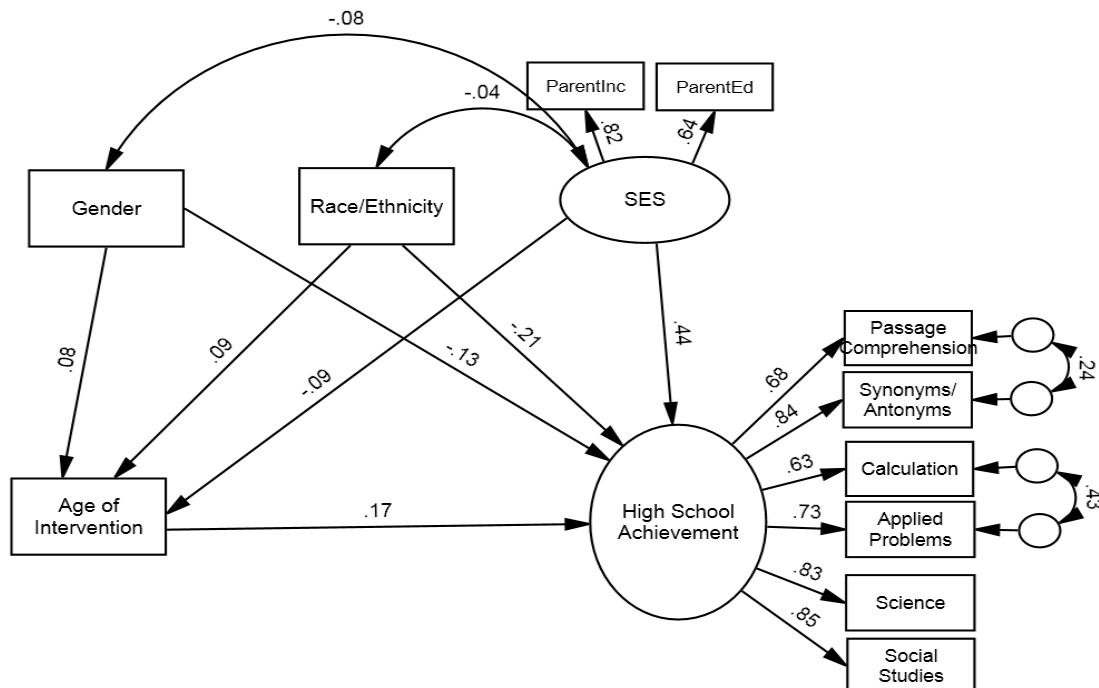 -.08
ParentInc
ParentEd
-.04
.82
.64
Gender
Race/Ethnicity
SES
.08
.09
-.09
-.13
-.21
.44
Passage
Comprehension
.68
.24
Synonyms/
Antonyms
.84
Calculation
.63
.43
Age of
Intervention
.17
High School
Achievement
.73
Applied
Problems
.83
Science
.85
Social
Studies